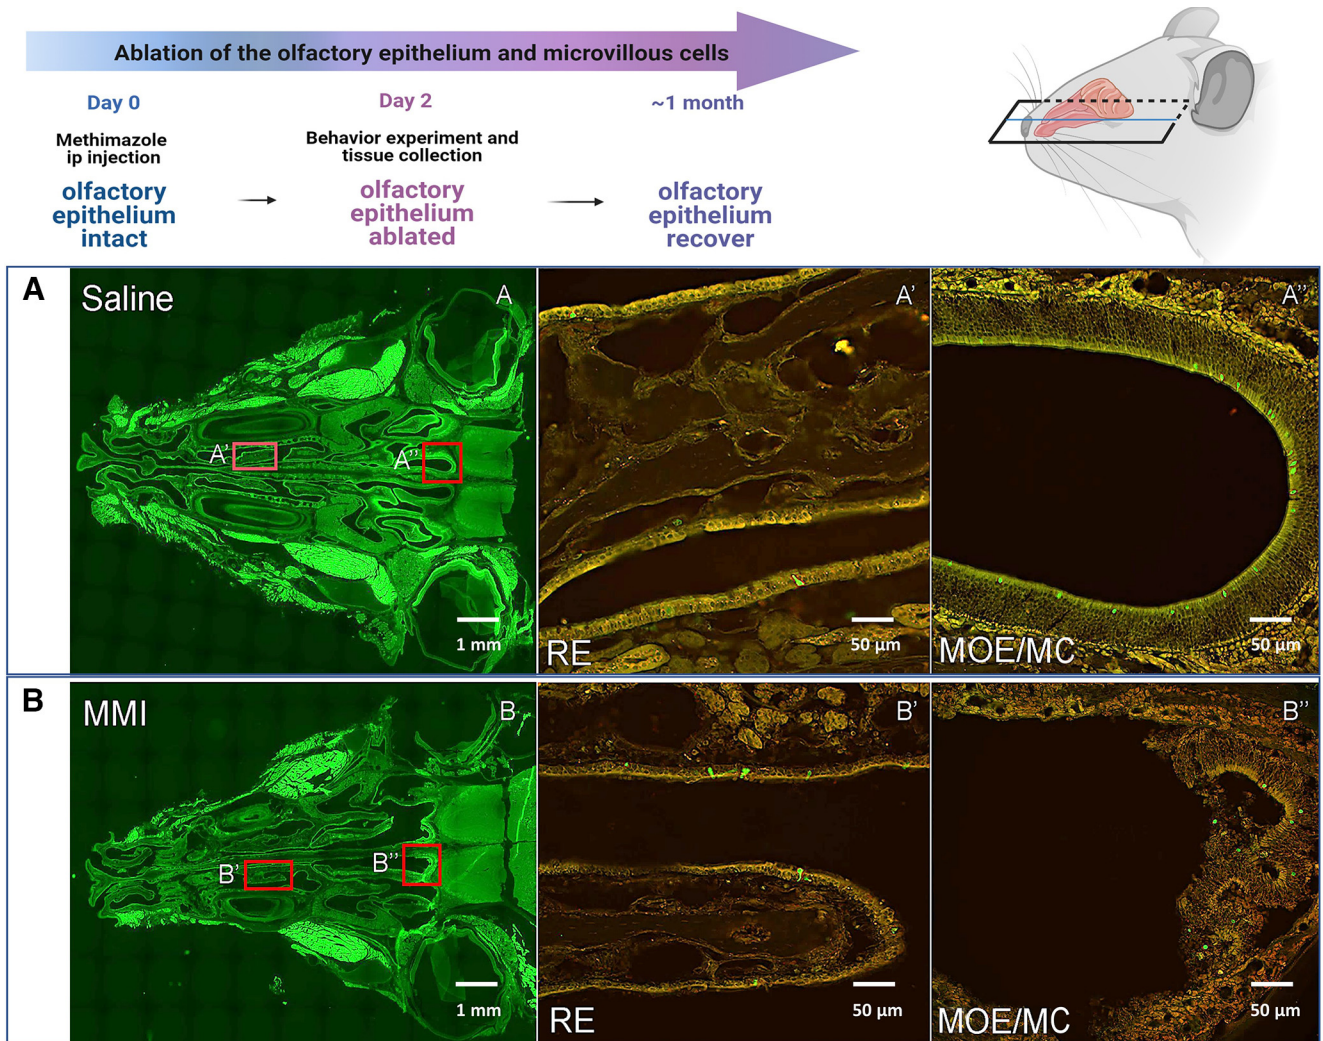 Ablation of the olfactory epithelium and microvillous cells
Day 0
Day 2
~1 month
Methimazole
ip injection
Behavior experiment and
tissue collection
olfactory
epithelium
intact
olfactory
epithelium
ablated
olfactory
epithelium
recover
A
Saline
A
A'
A''
1 mm
A'
RE
50 µm
A''
MOE/MC
50 µm
B
MMI
B
B'
B''
1 mm
B'
RE
50 µm
B''
MOE/MC
50 µm